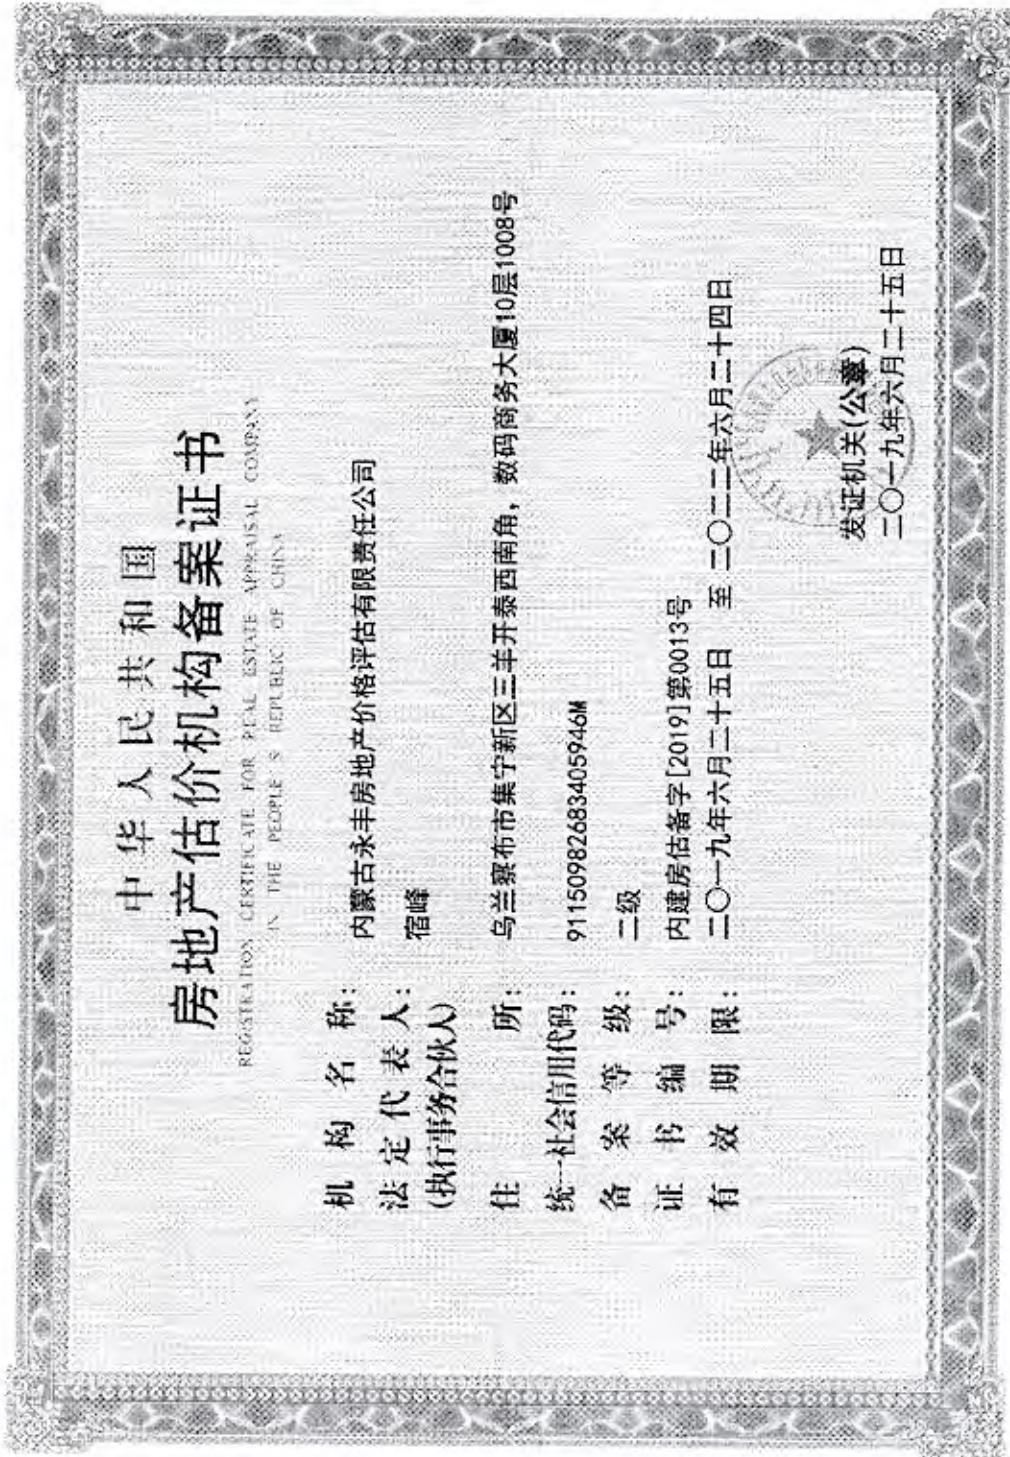 中华人民共和国
房地产估价机构备案证书
REGISTRATION CERTIFICATE FOR REAL ESTATE APPRAISAL COMPANY
IN THE PEOPLE'S REPUBLIC OF CHINA
机构名称：内蒙古永丰房地产价格评估有限责任公司
法定代表人：宿峰
(执行事务合伙人)
住所：乌兰察布市集宁新区三羊开泰西南角，数码商务大厦10层1008号
统一社会信用代码：91150982683405946M
备案等级：二级
证书编号：内建房估备字[2019]第0013号
有效期限：二〇一九年六月二十五日 至 二〇二二年六月二十四日
发证机关(公章)
二〇一九年六月二十五日